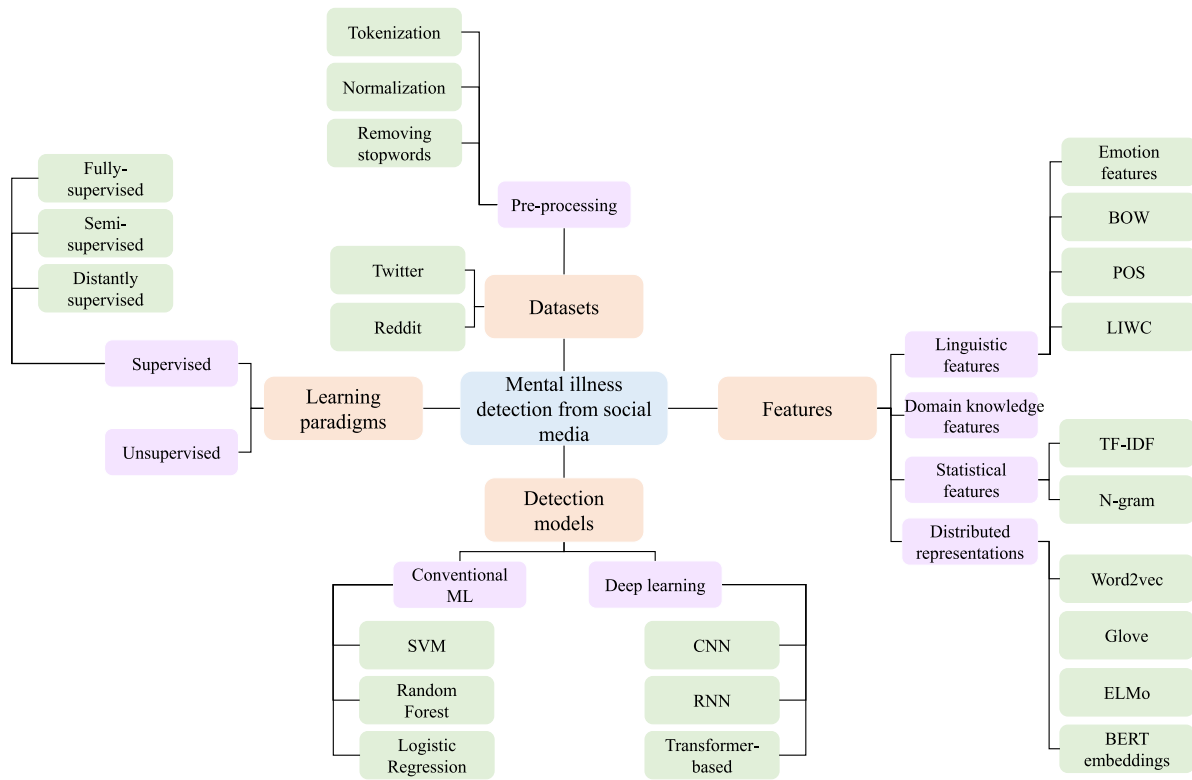 Tokenization
Normalization
Removing
stopwords
Pre-processing
Fully-
supervised
Semi-
supervised
Distantly
supervised
Supervised
Unsupervised
Learning
paradigms
Twitter
Reddit
Datasets
Mental illness
detection from social
media
Features
Linguistic
features
Domain knowledge
features
Statistical
features
Distributed
representations
Emotion
features
BOW
POS
LIWC
TF-IDF
N-gram
Word2vec
Glove
ELMo
BERT
embeddings
Detection
models
Conventional
ML
SVM
Random
Forest
Logistic
Regression
Deep learning
CNN
RNN
Transformer-
based